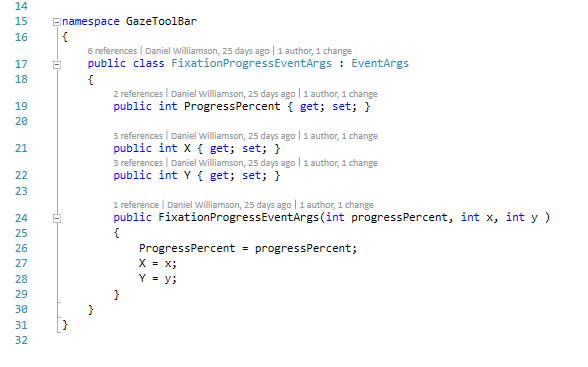 14
15 namespace GazeToolBar
16 {
6 references | Daniel Williamson, 25 days ago | 1 author, 1 change
17 public class FixationProgressEventArgs : EventArgs
18 {
2 references | Daniel Williamson, 25 days ago | 1 author, 1 change
19 public int ProgressPercent { get; set; }
20
3 references | Daniel Williamson, 25 days ago | 1 author, 1 change
21 public int X { get; set; }
3 references | Daniel Williamson, 25 days ago | 1 author, 1 change
22 public int Y { get; set; }
23
1 reference | Daniel Williamson, 25 days ago | 1 author, 1 change
24 public FixationProgressEventArgs(int progressPercent, int x, int y )
25 {
26 ProgressPercent = progressPercent;
27 X = x;
28 Y = y;
29 }
30 }
31 }
32